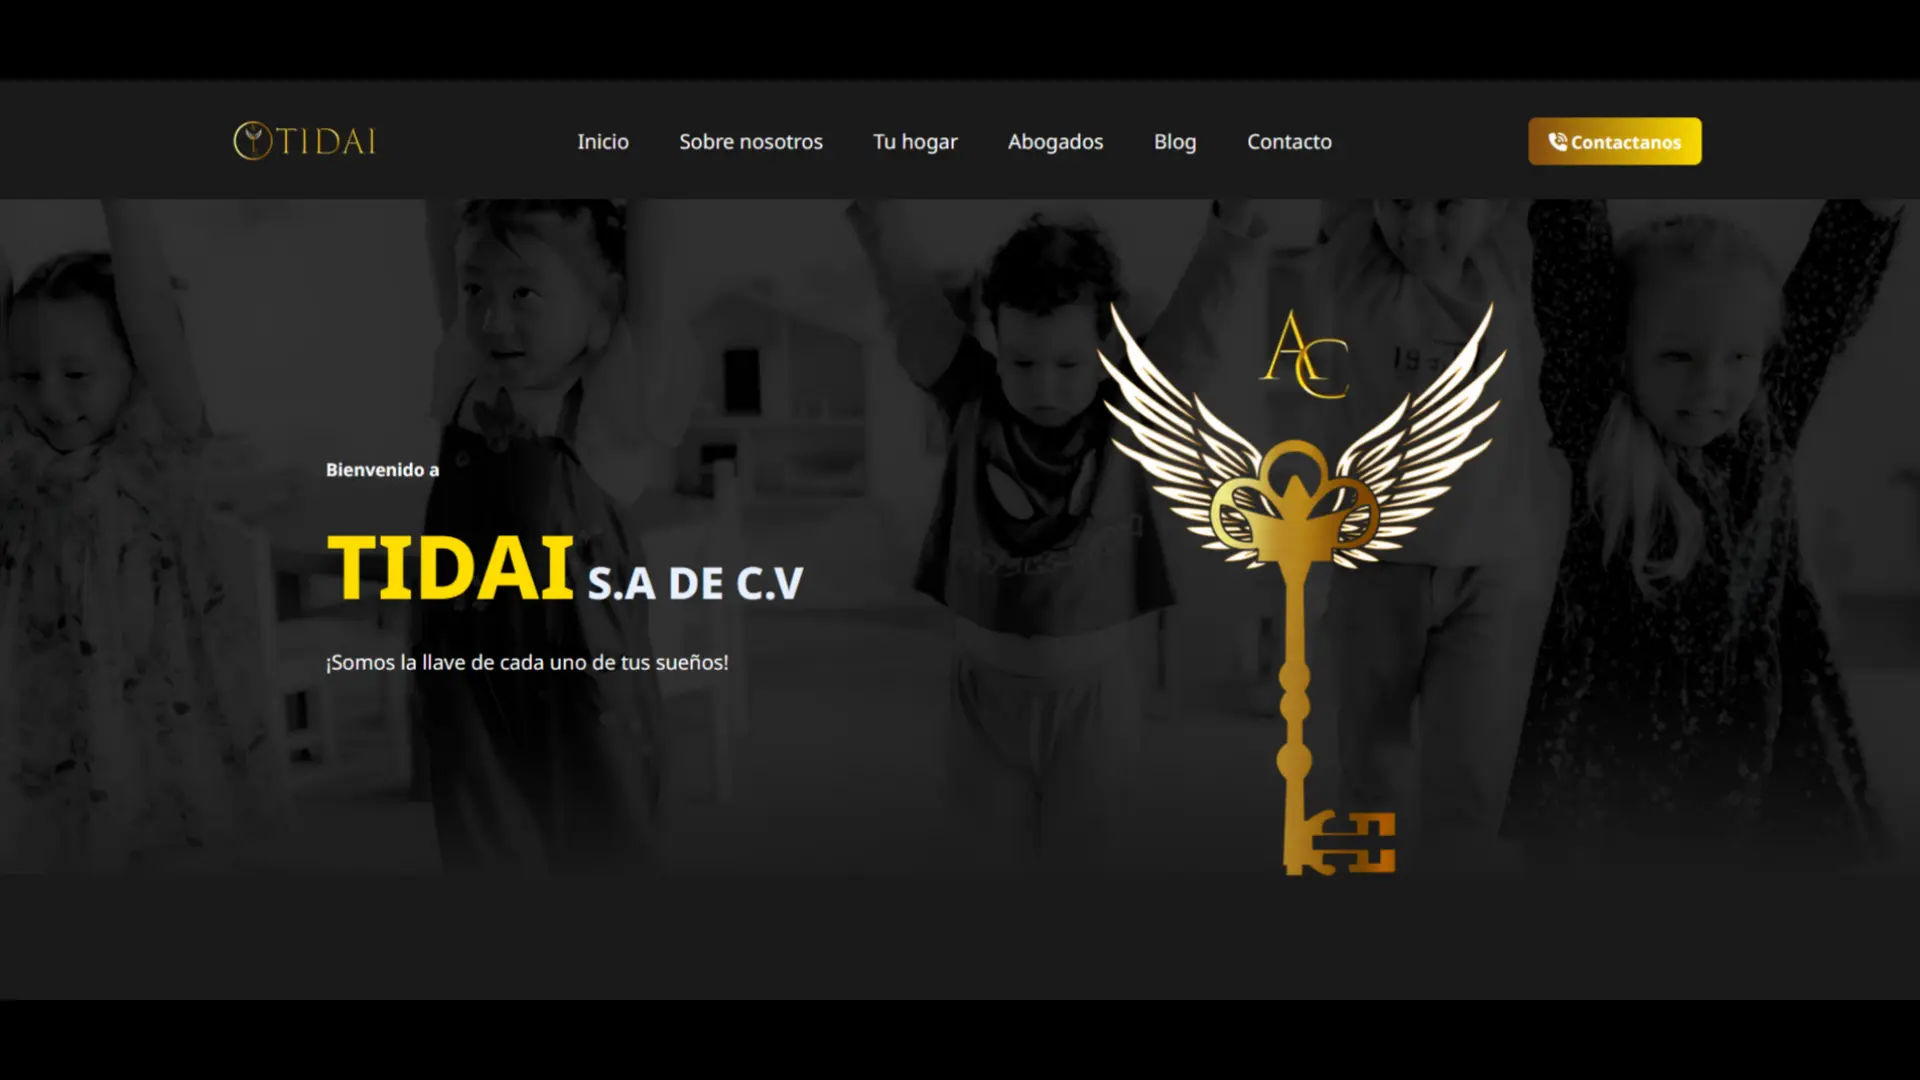 TIDAI
Inicio
Sobre nosotros
Tu hogar
Abogados
Blog
Contacto
Contactanos
AC
Bienvenido a
TIDAI S.A DE C.V
¡Somos la llave de cada uno de tus sueños!